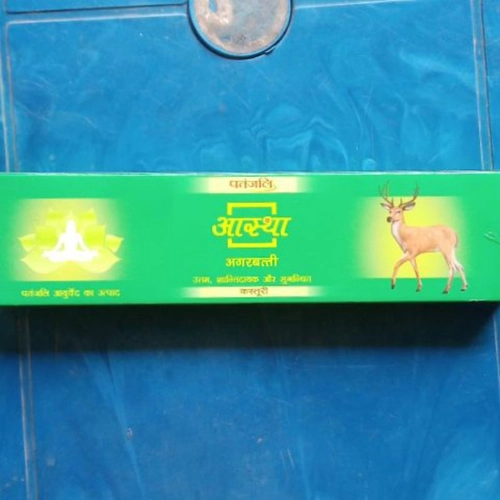 पतंजलि
आस्था
अगरबत्ती
उत्तम, शान्तिदायक और सुगन्धित
कस्तूरी
पतंजलि आयुर्वेद का उत्पाद